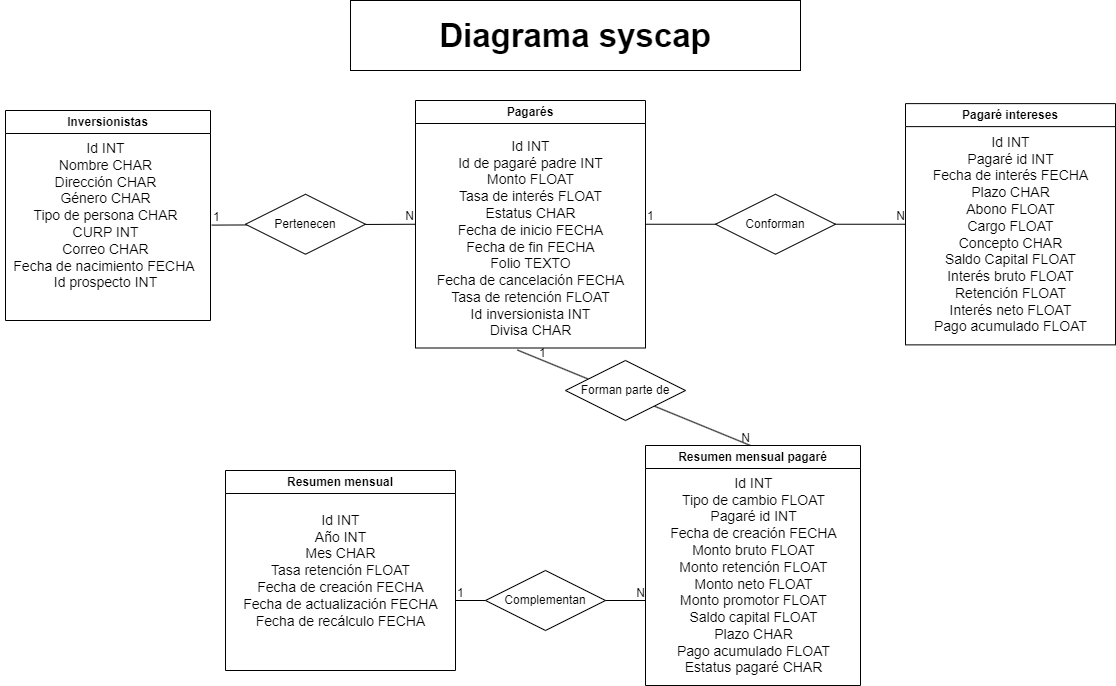 Diagrama syscap
Inversionistas
Id INT
Nombre CHAR
Dirección CHAR
Género CHAR
Tipo de persona CHAR
CURP INT
Correo CHAR
Fecha de nacimiento FECHA
Id prospecto INT
1
Pertenecen
N
Pagarés
Id INT
Id de pagaré padre INT
Monto FLOAT
Tasa de interés FLOAT
Estatus CHAR
Fecha de inicio FECHA
Fecha de fin FECHA
Folio TEXTO
Fecha de cancelación FECHA
Tasa de retención FLOAT
Id inversionista INT
Divisa CHAR
1
Conforman
N
Pagaré intereses
Id INT
Pagaré id INT
Fecha de interés FECHA
Plazo CHAR
Abono FLOAT
Cargo FLOAT
Concepto CHAR
Saldo Capital FLOAT
Interés bruto FLOAT
Retención FLOAT
Interés neto FLOAT
Pago acumulado FLOAT
1
Forman parte de
N
Resumen mensual
Id INT
Año INT
Mes CHAR
Tasa retención FLOAT
Fecha de creación FECHA
Fecha de actualización FECHA
Fecha de recálculo FECHA
1
Complementan
N
Resumen mensual pagaré
Id INT
Tipo de cambio FLOAT
Pagaré id INT
Fecha de creación FECHA
Monto bruto FLOAT
Monto retención FLOAT
Monto neto FLOAT
Monto promotor FLOAT
Saldo capital FLOAT
Plazo CHAR
Pago acumulado FLOAT
Estatus pagaré CHAR